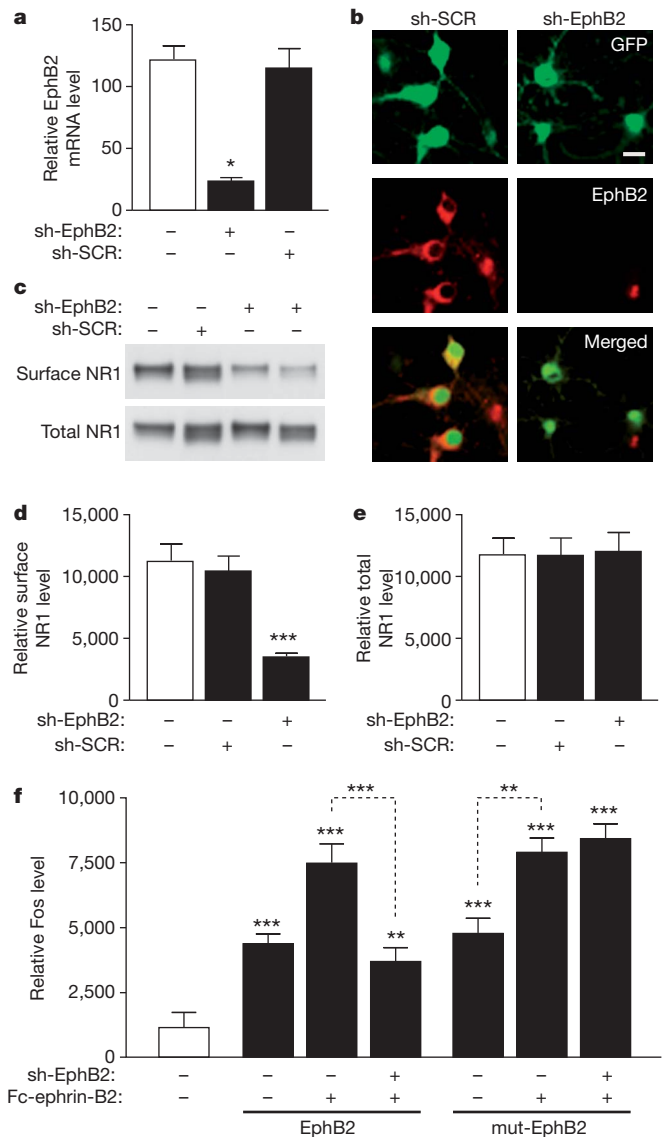 a
150
100
50
0
Relative EphB2
mRNA level
*
sh-EphB2: – + –
sh-SCR: – – +
b
sh-SCR sh-EphB2
GFP
EphB2
Merged
c
sh-EphB2: – – + +
sh-SCR: – + – –
Surface NR1
Total NR1
d
15,000
10,000
5,000
0
Relative surface
NR1 level
***
sh-EphB2: – – +
sh-SCR: – + –
e
15,000
10,000
5,000
0
Relative total
NR1 level
sh-EphB2: – – +
sh-SCR: – + –
f
10,000
7,500
5,000
2,500
0
Relative Fos level
*** **
*** *** *** ** *** *** ***
sh-EphB2: – – – + – – +
Fc-ephrin-B2: – – + + – + +
EphB2 mut-EphB2